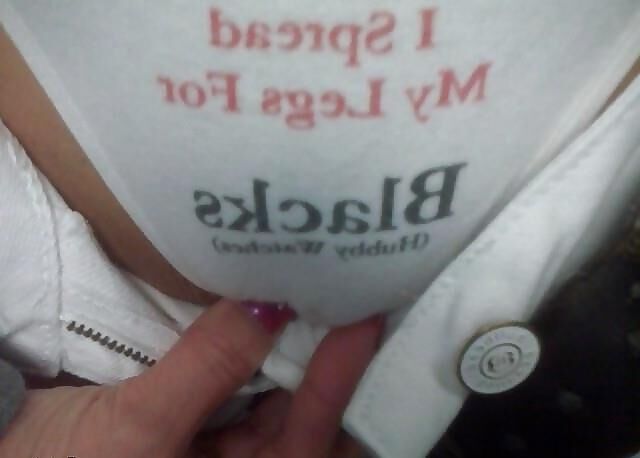 I Spread
My Legs For
Blacks
(Hubby Watches)